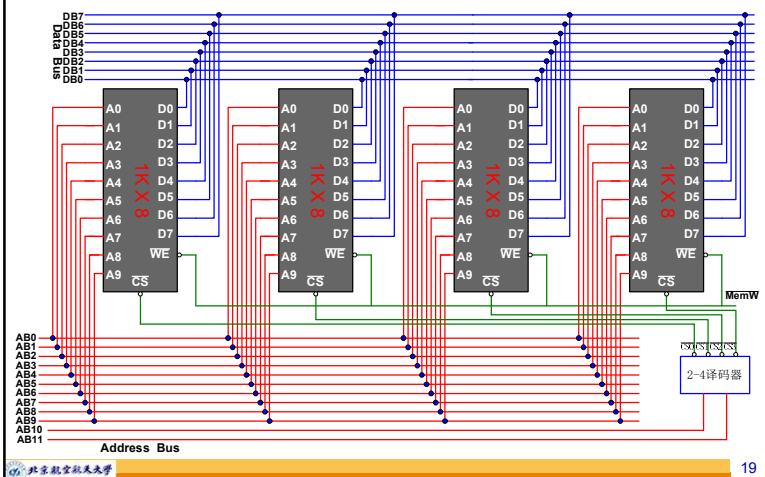 DB7
DB6
DB5
DB4
DB3
DB2
DB1
DB0
Data Bus
A0 D0
A1 D1
A2 D2
A3 D3
A4 D4
A5 D5
A6 D6
A7 D7
A8 WE
A9
CS
1K X 8
A0 D0
A1 D1
A2 D2
A3 D3
A4 D4
A5 D5
A6 D6
A7 D7
A8 WE
A9
CS
1K X 8
A0 D0
A1 D1
A2 D2
A3 D3
A4 D4
A5 D5
A6 D6
A7 D7
A8 WE
A9
CS
1K X 8
A0 D0
A1 D1
A2 D2
A3 D3
A4 D4
A5 D5
A6 D6
A7 D7
A8 WE
A9
CS
1K X 8
MemW
CS0 CS1 CS2 CS3
2-4译码器
AB0
AB1
AB2
AB3
AB4
AB5
AB6
AB7
AB8
AB9
AB10
AB11
Address Bus
北京航空航天大学
19